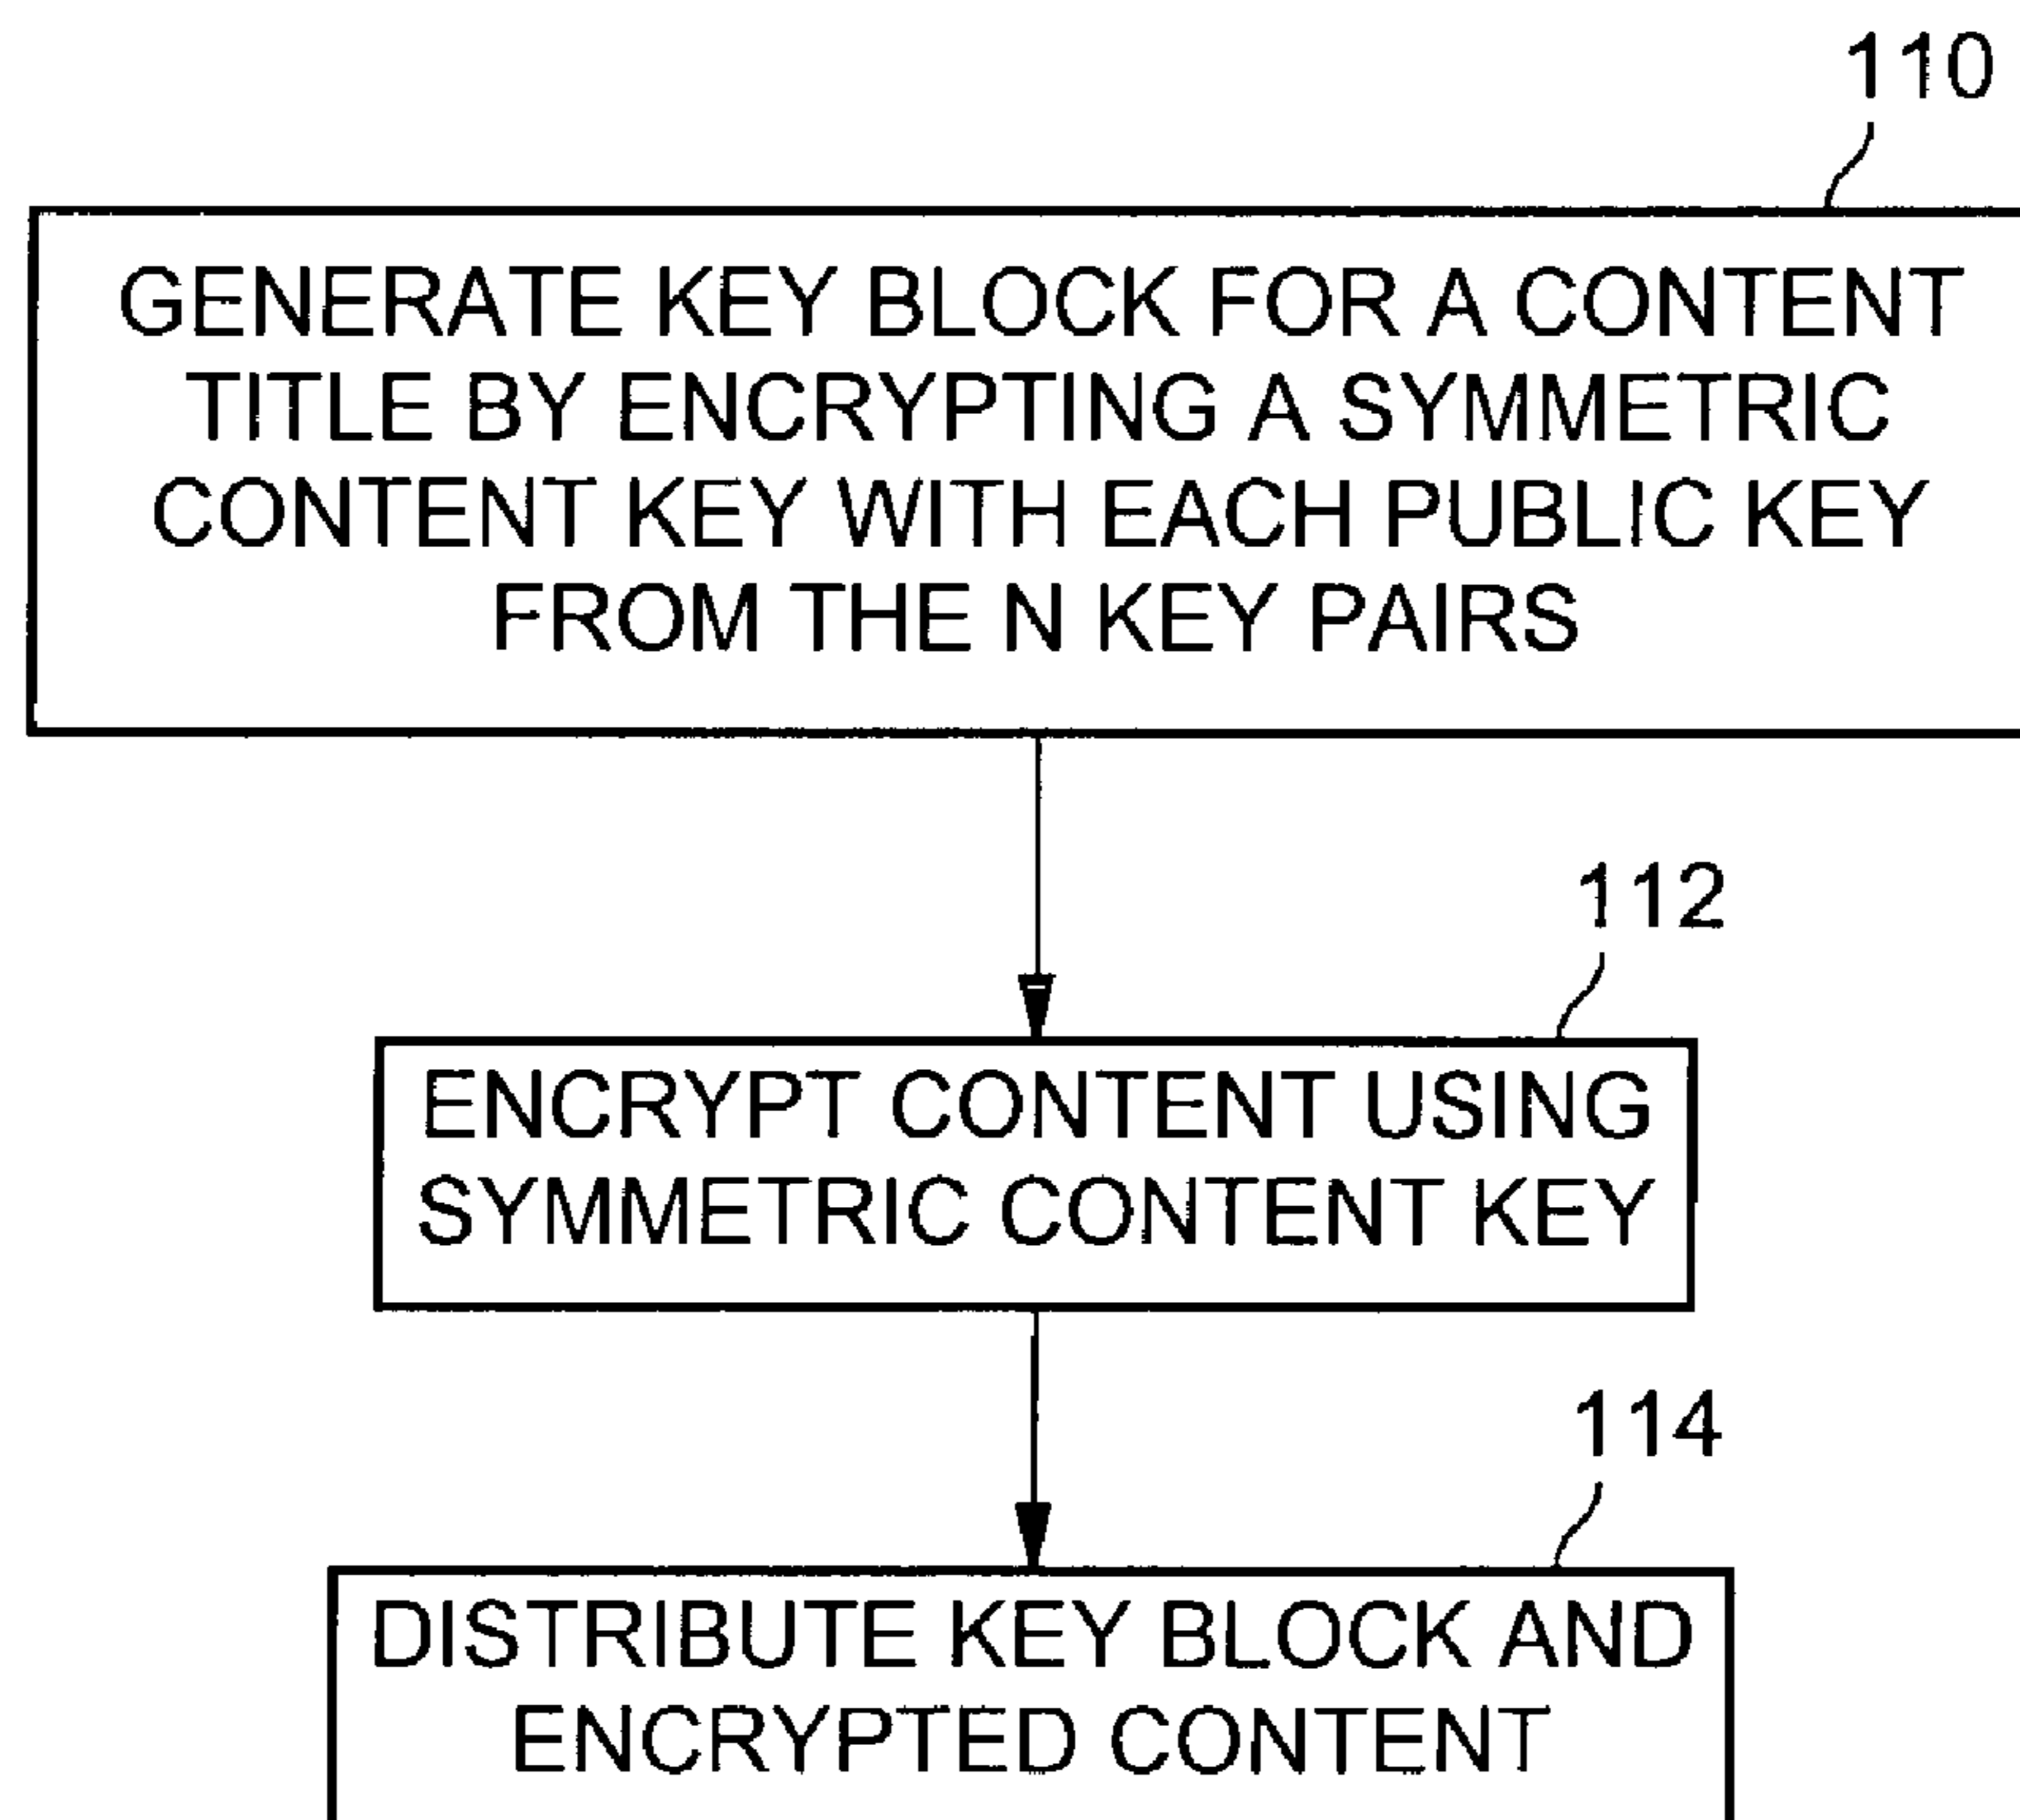 110
GENERATE KEY BLOCK FOR A CONTENT
TITLE BY ENCRYPTING A SYMMETRIC
CONTENT KEY WITH EACH PUBLIC KEY
FROM THE N KEY PAIRS
112
ENCRYPT CONTENT USING
SYMMETRIC CONTENT KEY
114
DISTRIBUTE KEY BLOCK AND
ENCRYPTED CONTENT